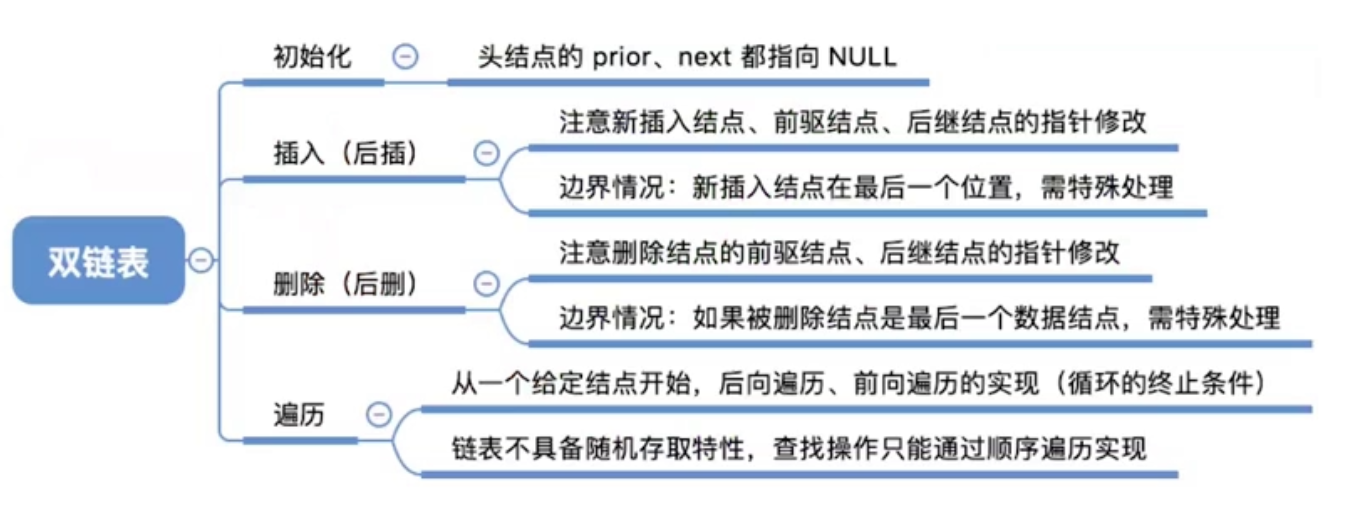 初始化
头结点的 prior、next 都指向 NULL
插入（后插）
注意新插入结点、前驱结点、后继结点的指针修改
边界情况：新插入结点在最后一个位置，需特殊处理
双链表
删除（后删）
注意删除结点的前驱结点、后继结点的指针修改
边界情况：如果被删除结点是最后一个数据结点，需特殊处理
遍历
从一个给定结点开始，后向遍历、前向遍历的实现（循环的终止条件）
链表不具备随机存取特性，查找操作只能通过顺序遍历实现